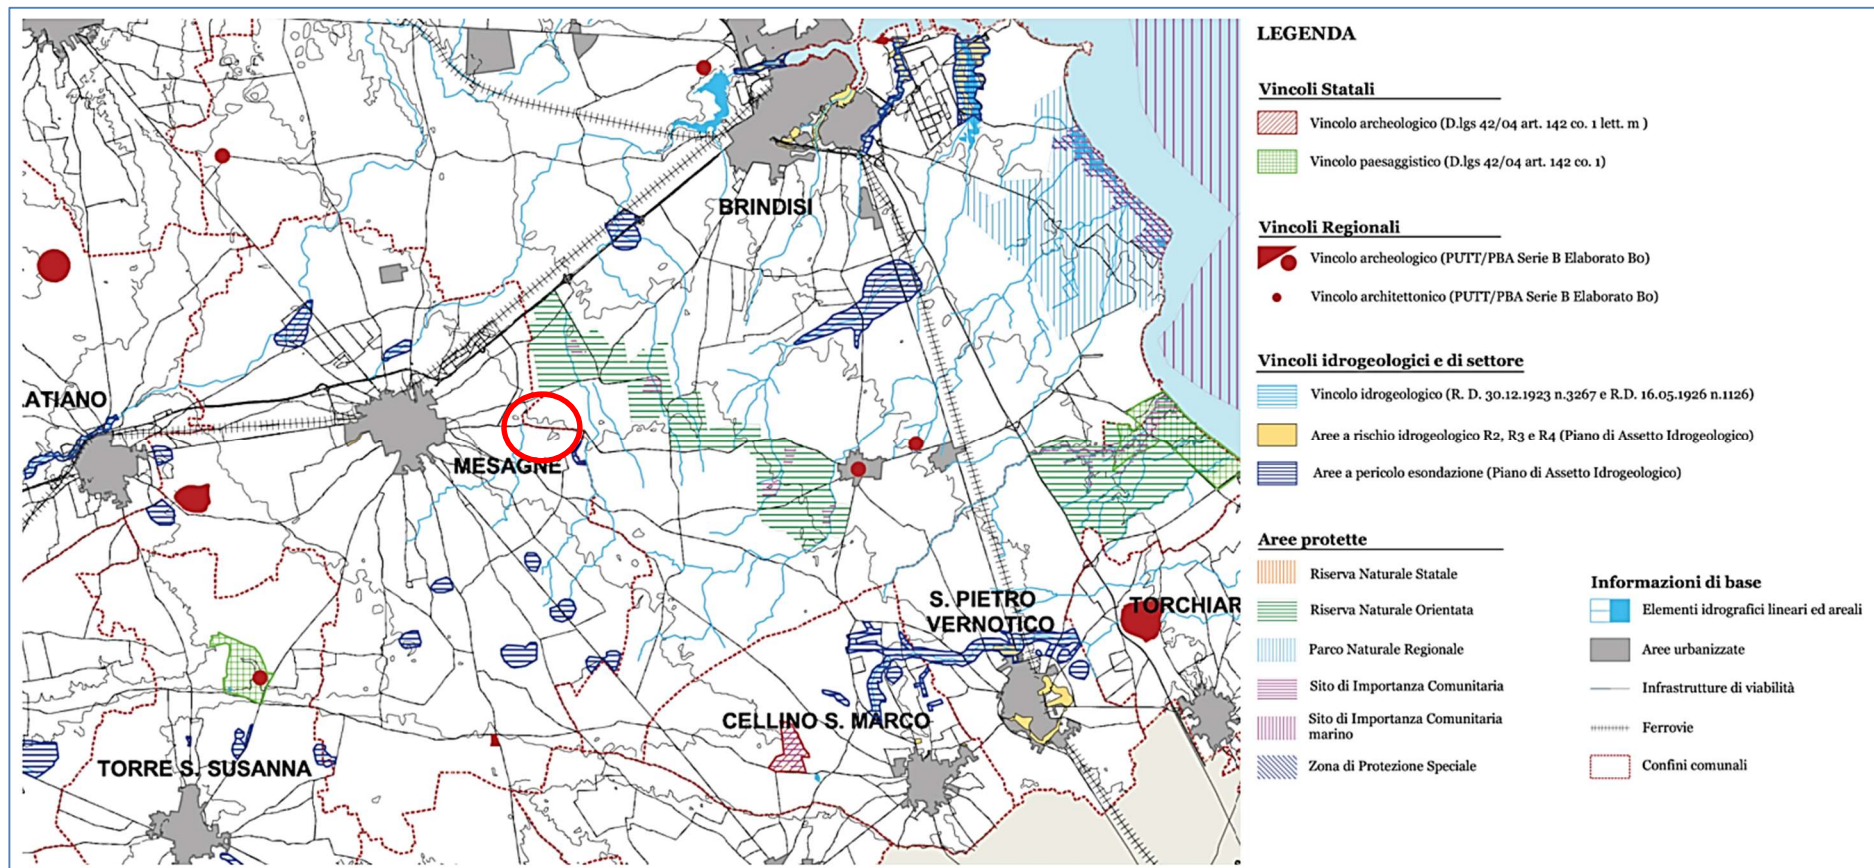 BRINDISI
LATIANO
MESAGNE
S. PIETRO
VERNOTICO
TORCHIAR
CELLINO S. MARCO
TORRE S. SUSANNA
LEGENDA
Vincoli Statali
Vincolo archeologico (D.lgs 42/04 art. 142 co. 1 lett. m )
Vincolo paesaggistico (D.lgs 42/04 art. 142 co. 1)
Vincoli Regionali
Vincolo archeologico (PUTT/PBA Serie B Elaborato B0)
Vincolo architettonico (PUTT/PBA Serie B Elaborato B0)
Vincoli idrogeologici e di settore
Vincolo idrogeologico (R. D. 30.12.1923 n.3267 e R.D. 16.05.1926 n.1126)
Aree a rischio idrogeologico R2, R3 e R4 (Piano di Assetto Idrogeologico)
Aree a pericolo esondazione (Piano di Assetto Idrogeologico)
Aree protette
Riserva Naturale Statale
Riserva Naturale Orientata
Parco Naturale Regionale
Sito di Importanza Comunitaria
Sito di Importanza Comunitaria
marino
Zona di Protezione Speciale
Informazioni di base
Elementi idrografici lineari ed areali
Aree urbanizzate
Infrastrutture di viabilità
Ferrovie
Confini comunali